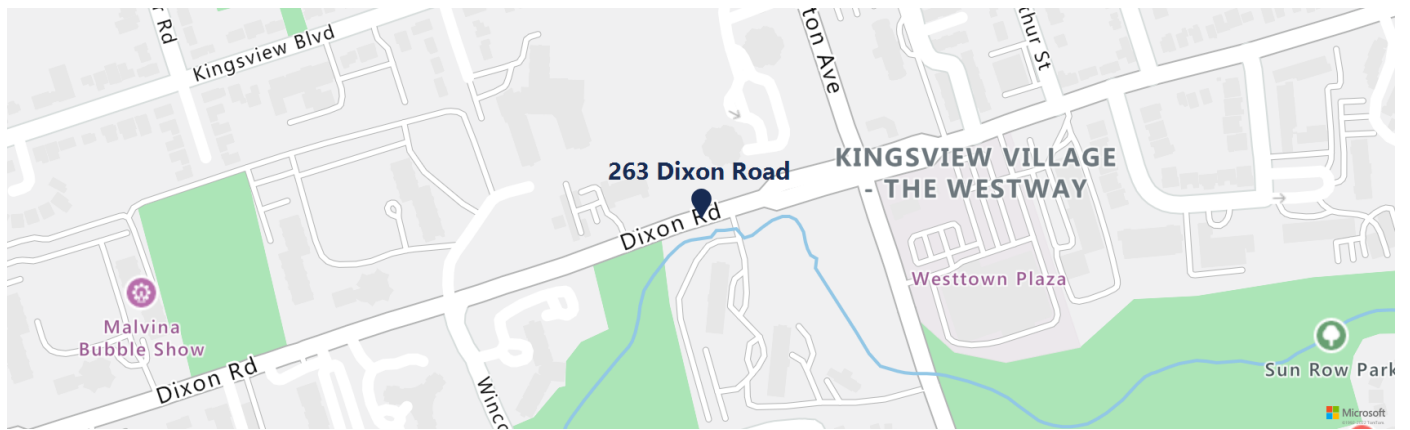 Rd
Kingsview Blvd
ton Ave
thur St
263 Dixon Road
KINGSVIEW VILLAGE
- THE WESTWAY
Dixon Rd
Westtown Plaza
Malvina
Bubble Show
Dixon Rd
Winco
Sun Row Park
Microsoft